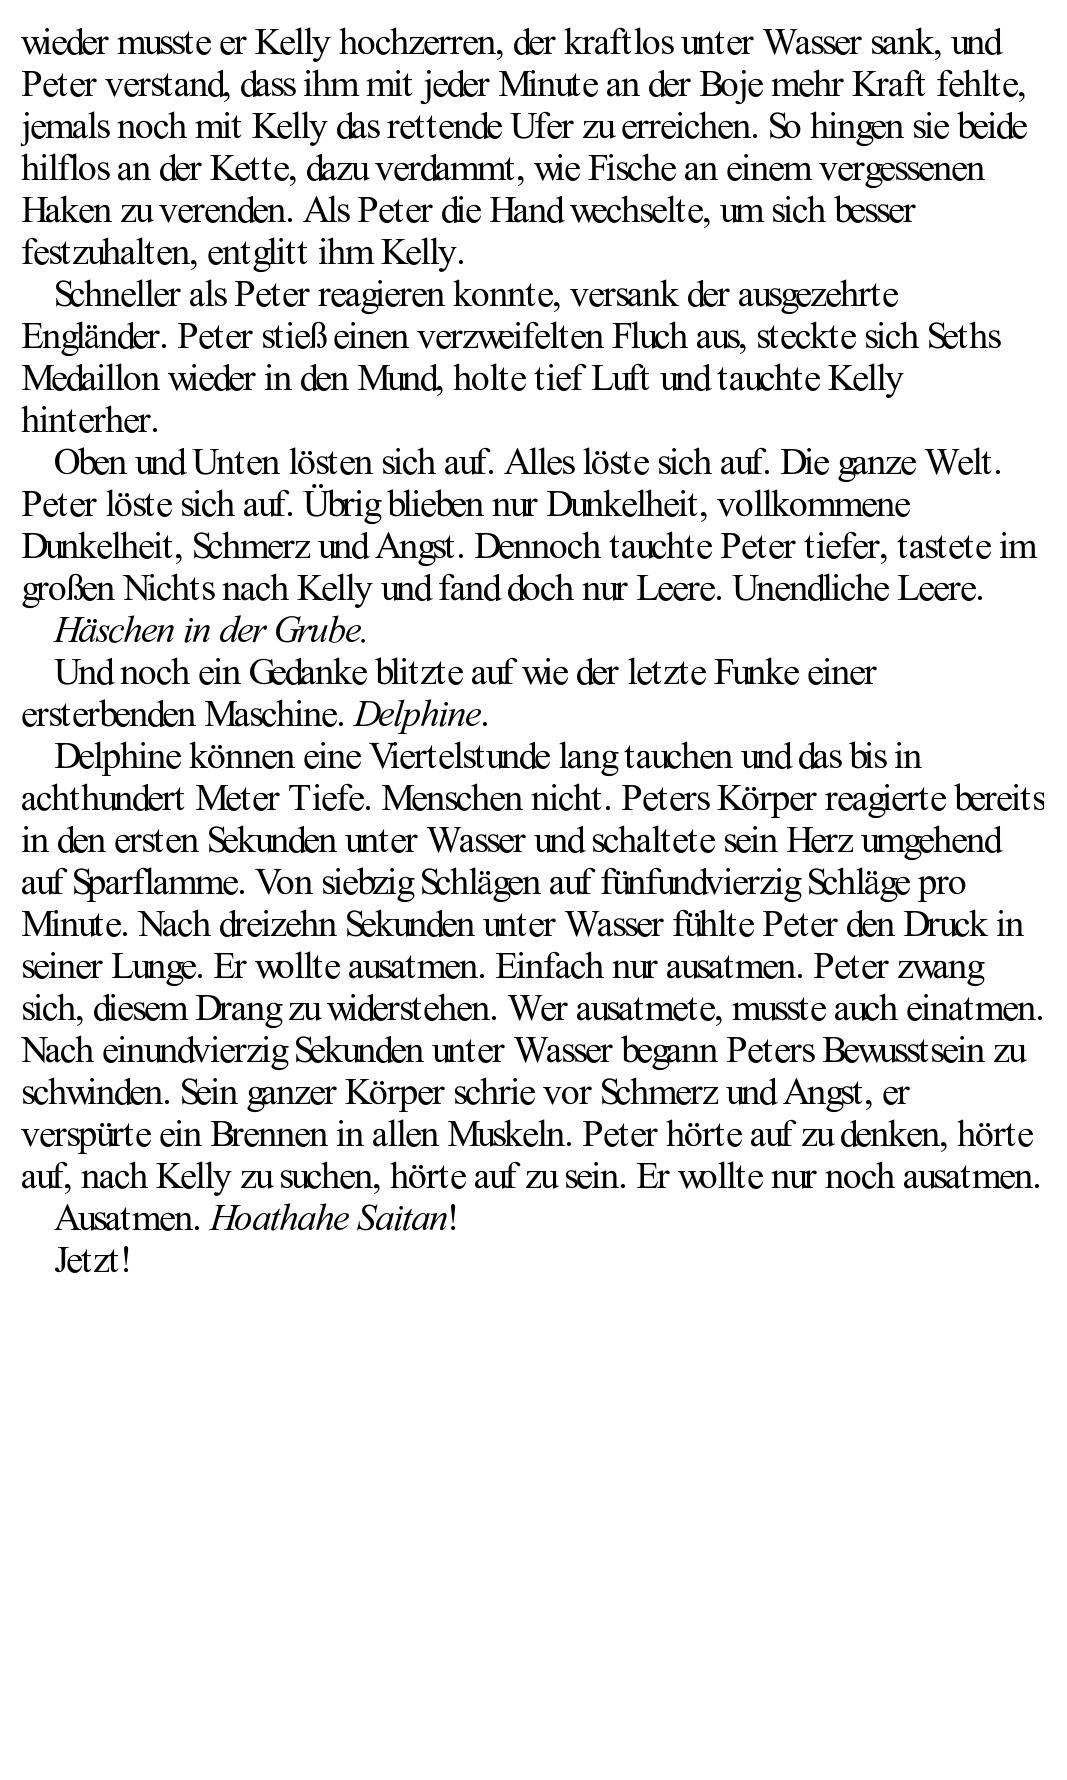 wieder musste er Kelly hochzerren, der kraftlos unter Wasser sank, und
Peter verstand, dass ihm mit jeder Minute an der Boje mehr Kraft fehlte,
jemals noch mit Kelly das rettende Ufer zu erreichen. So hingen sie beide
hilflos an der Kette, dazu verdammt, wie Fische an einem vergessenen
Haken zu verenden. Als Peter die Hand wechselte, um sich besser
festzuhalten, entglitt ihm Kelly.
Schneller als Peter reagieren konnte, versank der ausgezehrte
Engländer. Peter stieß einen verzweifelten Fluch aus, steckte sich Seths
Medaillon wieder in den Mund, holte tief Luft und tauchte Kelly
hinterher.
Oben und Unten lösten sich auf. Alles löste sich auf. Die ganze Welt.
Peter löste sich auf. Übrig blieben nur Dunkelheit, vollkommene
Dunkelheit, Schmerz und Angst. Dennoch tauchte Peter tiefer, tastete im
großen Nichts nach Kelly und fand doch nur Leere. Unendliche Leere.
Häschen in der Grube.
Und noch ein Gedanke blitzte auf wie der letzte Funke einer
ersterbenden Maschine. Delphine.
Delphine können eine Viertelstunde lang tauchen und das bis in
achthundert Meter Tiefe. Menschen nicht. Peters Körper reagierte bereits
in den ersten Sekunden unter Wasser und schaltete sein Herz umgehend
auf Sparflamme. Von siebzig Schlägen auf fünfundvierzig Schläge pro
Minute. Nach dreizehn Sekunden unter Wasser fühlte Peter den Druck in
seiner Lunge. Er wollte ausatmen. Einfach nur ausatmen. Peter zwang
sich, diesem Drang zu widerstehen. Wer ausatmete, musste auch einatmen.
Nach einundvierzig Sekunden unter Wasser begann Peters Bewusstsein zu
schwinden. Sein ganzer Körper schrie vor Schmerz und Angst, er
verspürte ein Brennen in allen Muskeln. Peter hörte auf zu denken, hörte
auf, nach Kelly zu suchen, hörte auf zu sein. Er wollte nur noch ausatmen.
Ausatmen. Hoathahe Saitan!
Jetzt!